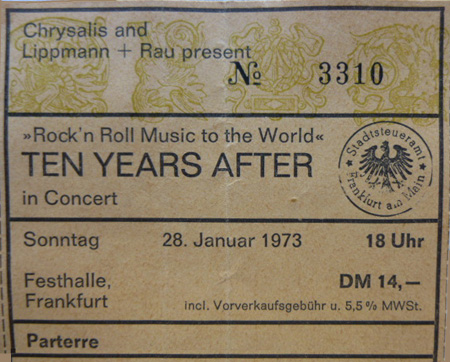 Chrysalis and
Lippmann + Rau present
№ 3310
»Rock'n Roll Music to the World«
TEN YEARS AFTER
in Concert
Stadtsteueramt
Frankfurt am Main
Sonntag 28. Januar 1973 18 Uhr
Festhalle, DM 14,—
Frankfurt incl. Vorverkaufsgebühr u. 5,5% MWSt.
Parterre